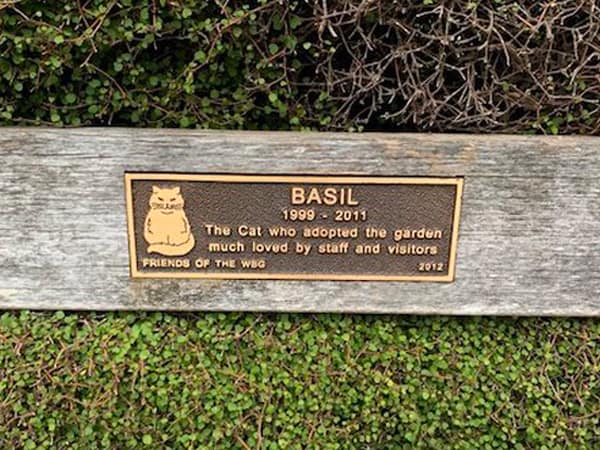 BASIL
1999 - 2011
The Cat who adopted the garden
much loved by staff and visitors
FRIENDS OF THE WBG 2012